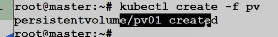 root@master:~# kubectl create -f pv
persistentvolume/pv01 created
root@master:~#